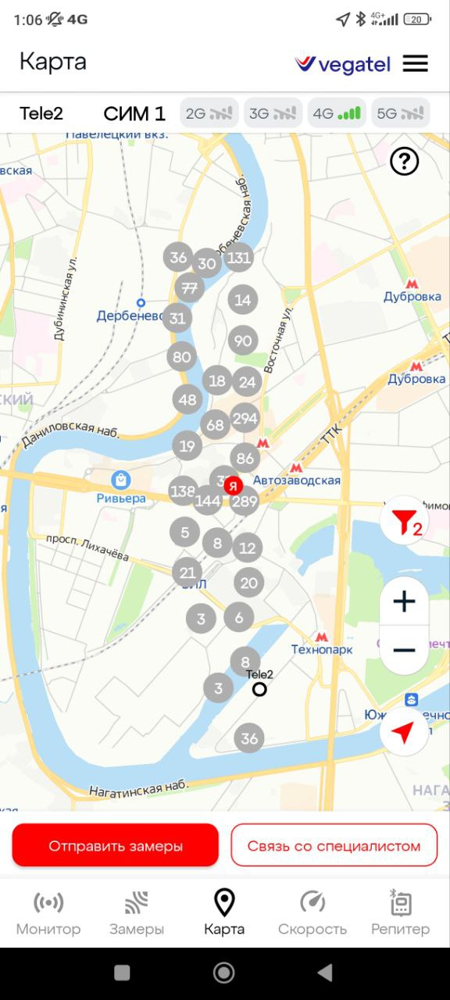 1:06 4G 4G+ 20
Карта vegatel
Tele2 СИМ 1 2G 3G 4G 5G
Павелецкий вкз.
вская
?
36 30 131
77
14
Дубровка
Дербенево
31
Дубининская ул.
Восточная ул.
90
80
Дубровка
18 24
48
СКИЙ
294
68
Даниловская наб.
ТТК
19
86
Автозаводская
Я
138 144 289
Ривьера
я
2
5 8 12
просп. Лихачёва
21
ЗИЛ
20
3 6
Технопарк
8
Tele2
3
36
Нагатинская наб.
НАГА
Отправить замеры Связь со специалистом
Монитор Замеры Карта Скорость Репитер